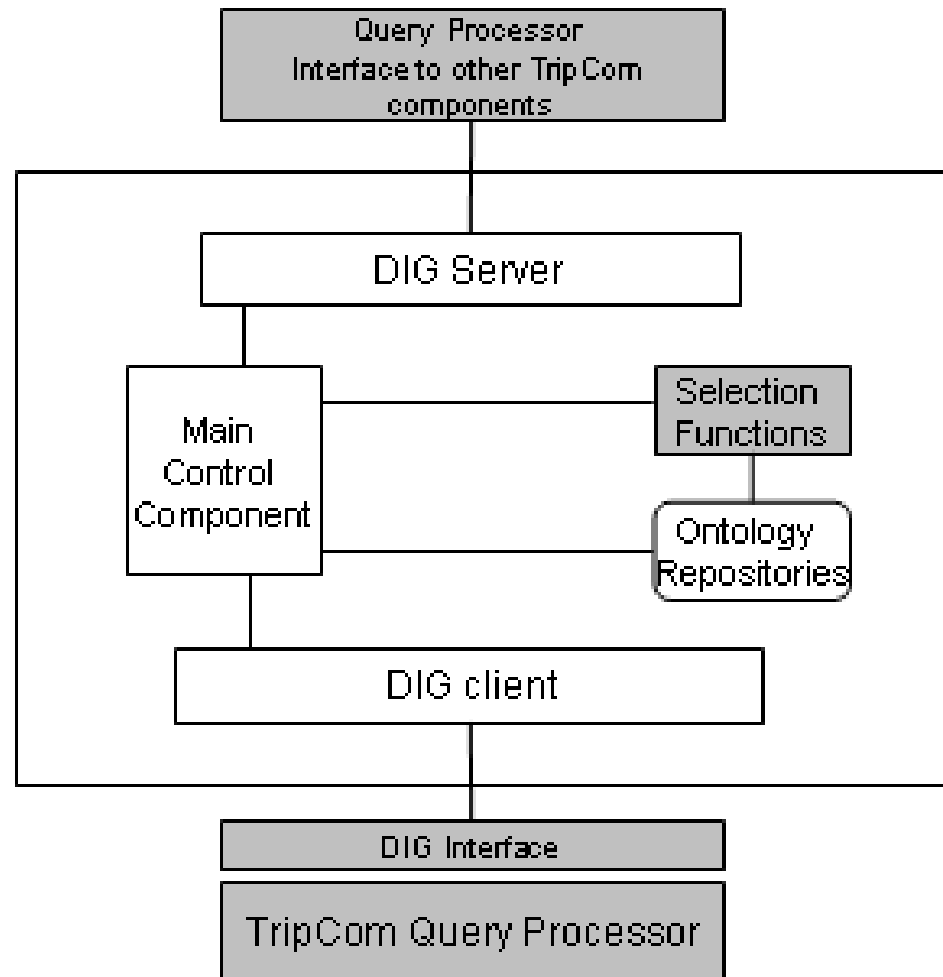 Query Processor
Interface to other TripCom
components
DIG Server
Main
Control
Component
Selection
Functions
Ontology
Repositories
DIG client
DIG Interface
TripCom Query Processor